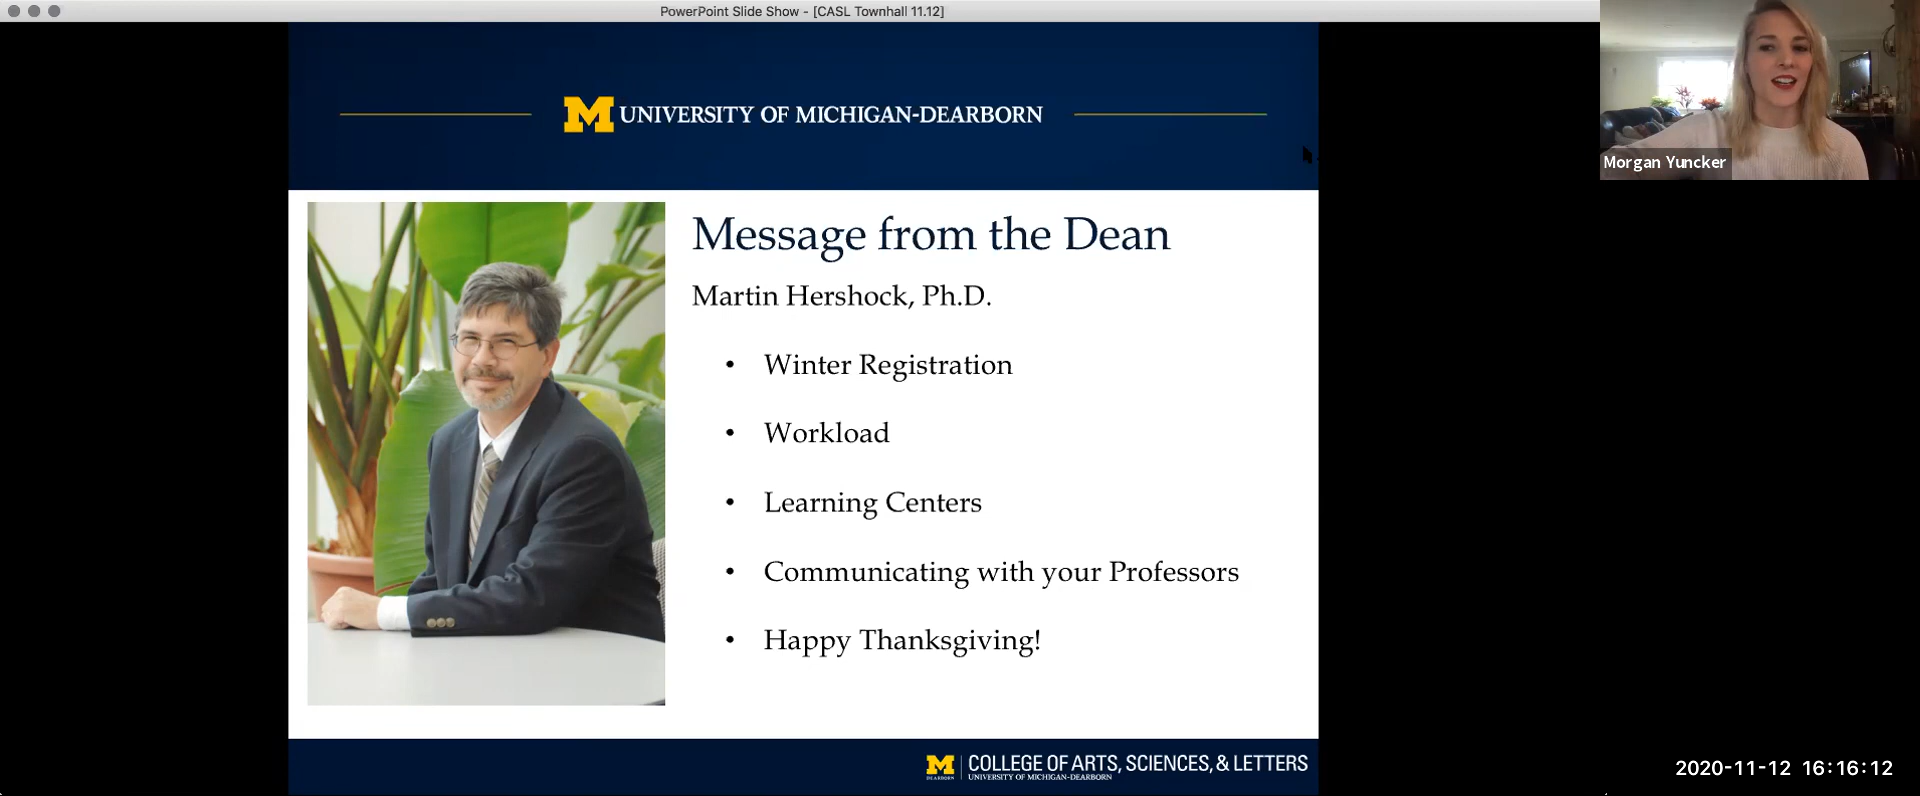 PowerPoint Slide Show - [CASL Townhall 11.12]
M UNIVERSITY OF MICHIGAN-DEARBORN
Morgan Yuncker
Message from the Dean
Martin Hershock, Ph.D.
• Winter Registration
• Workload
• Learning Centers
• Communicating with your Professors
• Happy Thanksgiving!
M DEARBORN
COLLEGE OF ARTS, SCIENCES, & LETTERS
UNIVERSITY OF MICHIGAN-DEARBORN
2020-11-12 16:16:12